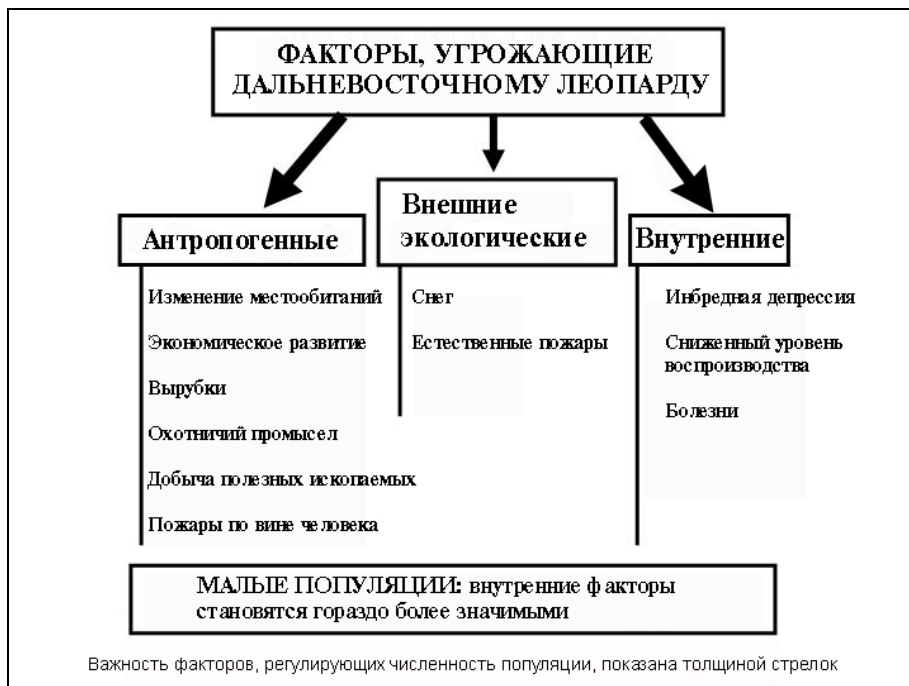 ФАКТОРЫ, УГРОЖАЮЩИЕ
ДАЛЬНЕВОСТОЧНОМУ ЛЕОПАРДУ
Антропогенные
Изменение местообитаний
Экономическое развитие
Вырубки
Охотничий промысел
Добыча полезных ископаемых
Пожары по вине человека
Внешние
экологические
Снег
Естественные пожары
Внутренние
Инбредная депрессия
Сниженный уровень
воспроизводства
Болезни
МАЛЫЕ ПОПУЛЯЦИИ: внутренние факторы
становятся гораздо более значимыми
Важность факторов, регулирующих численность популяции, показана толщиной стрелок